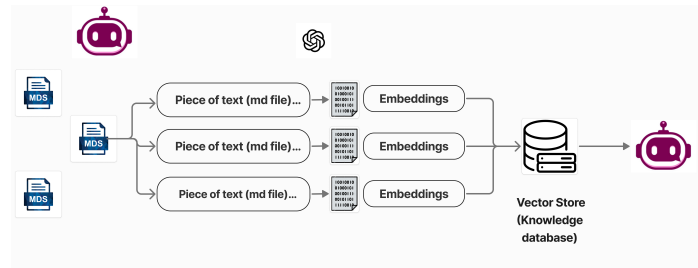 MDS
MDS
MDS
Piece of text (md file)...
Piece of text (md file)...
Piece of text (md file)...
Embeddings
Embeddings
Embeddings
Vector Store
(Knowledge
database)